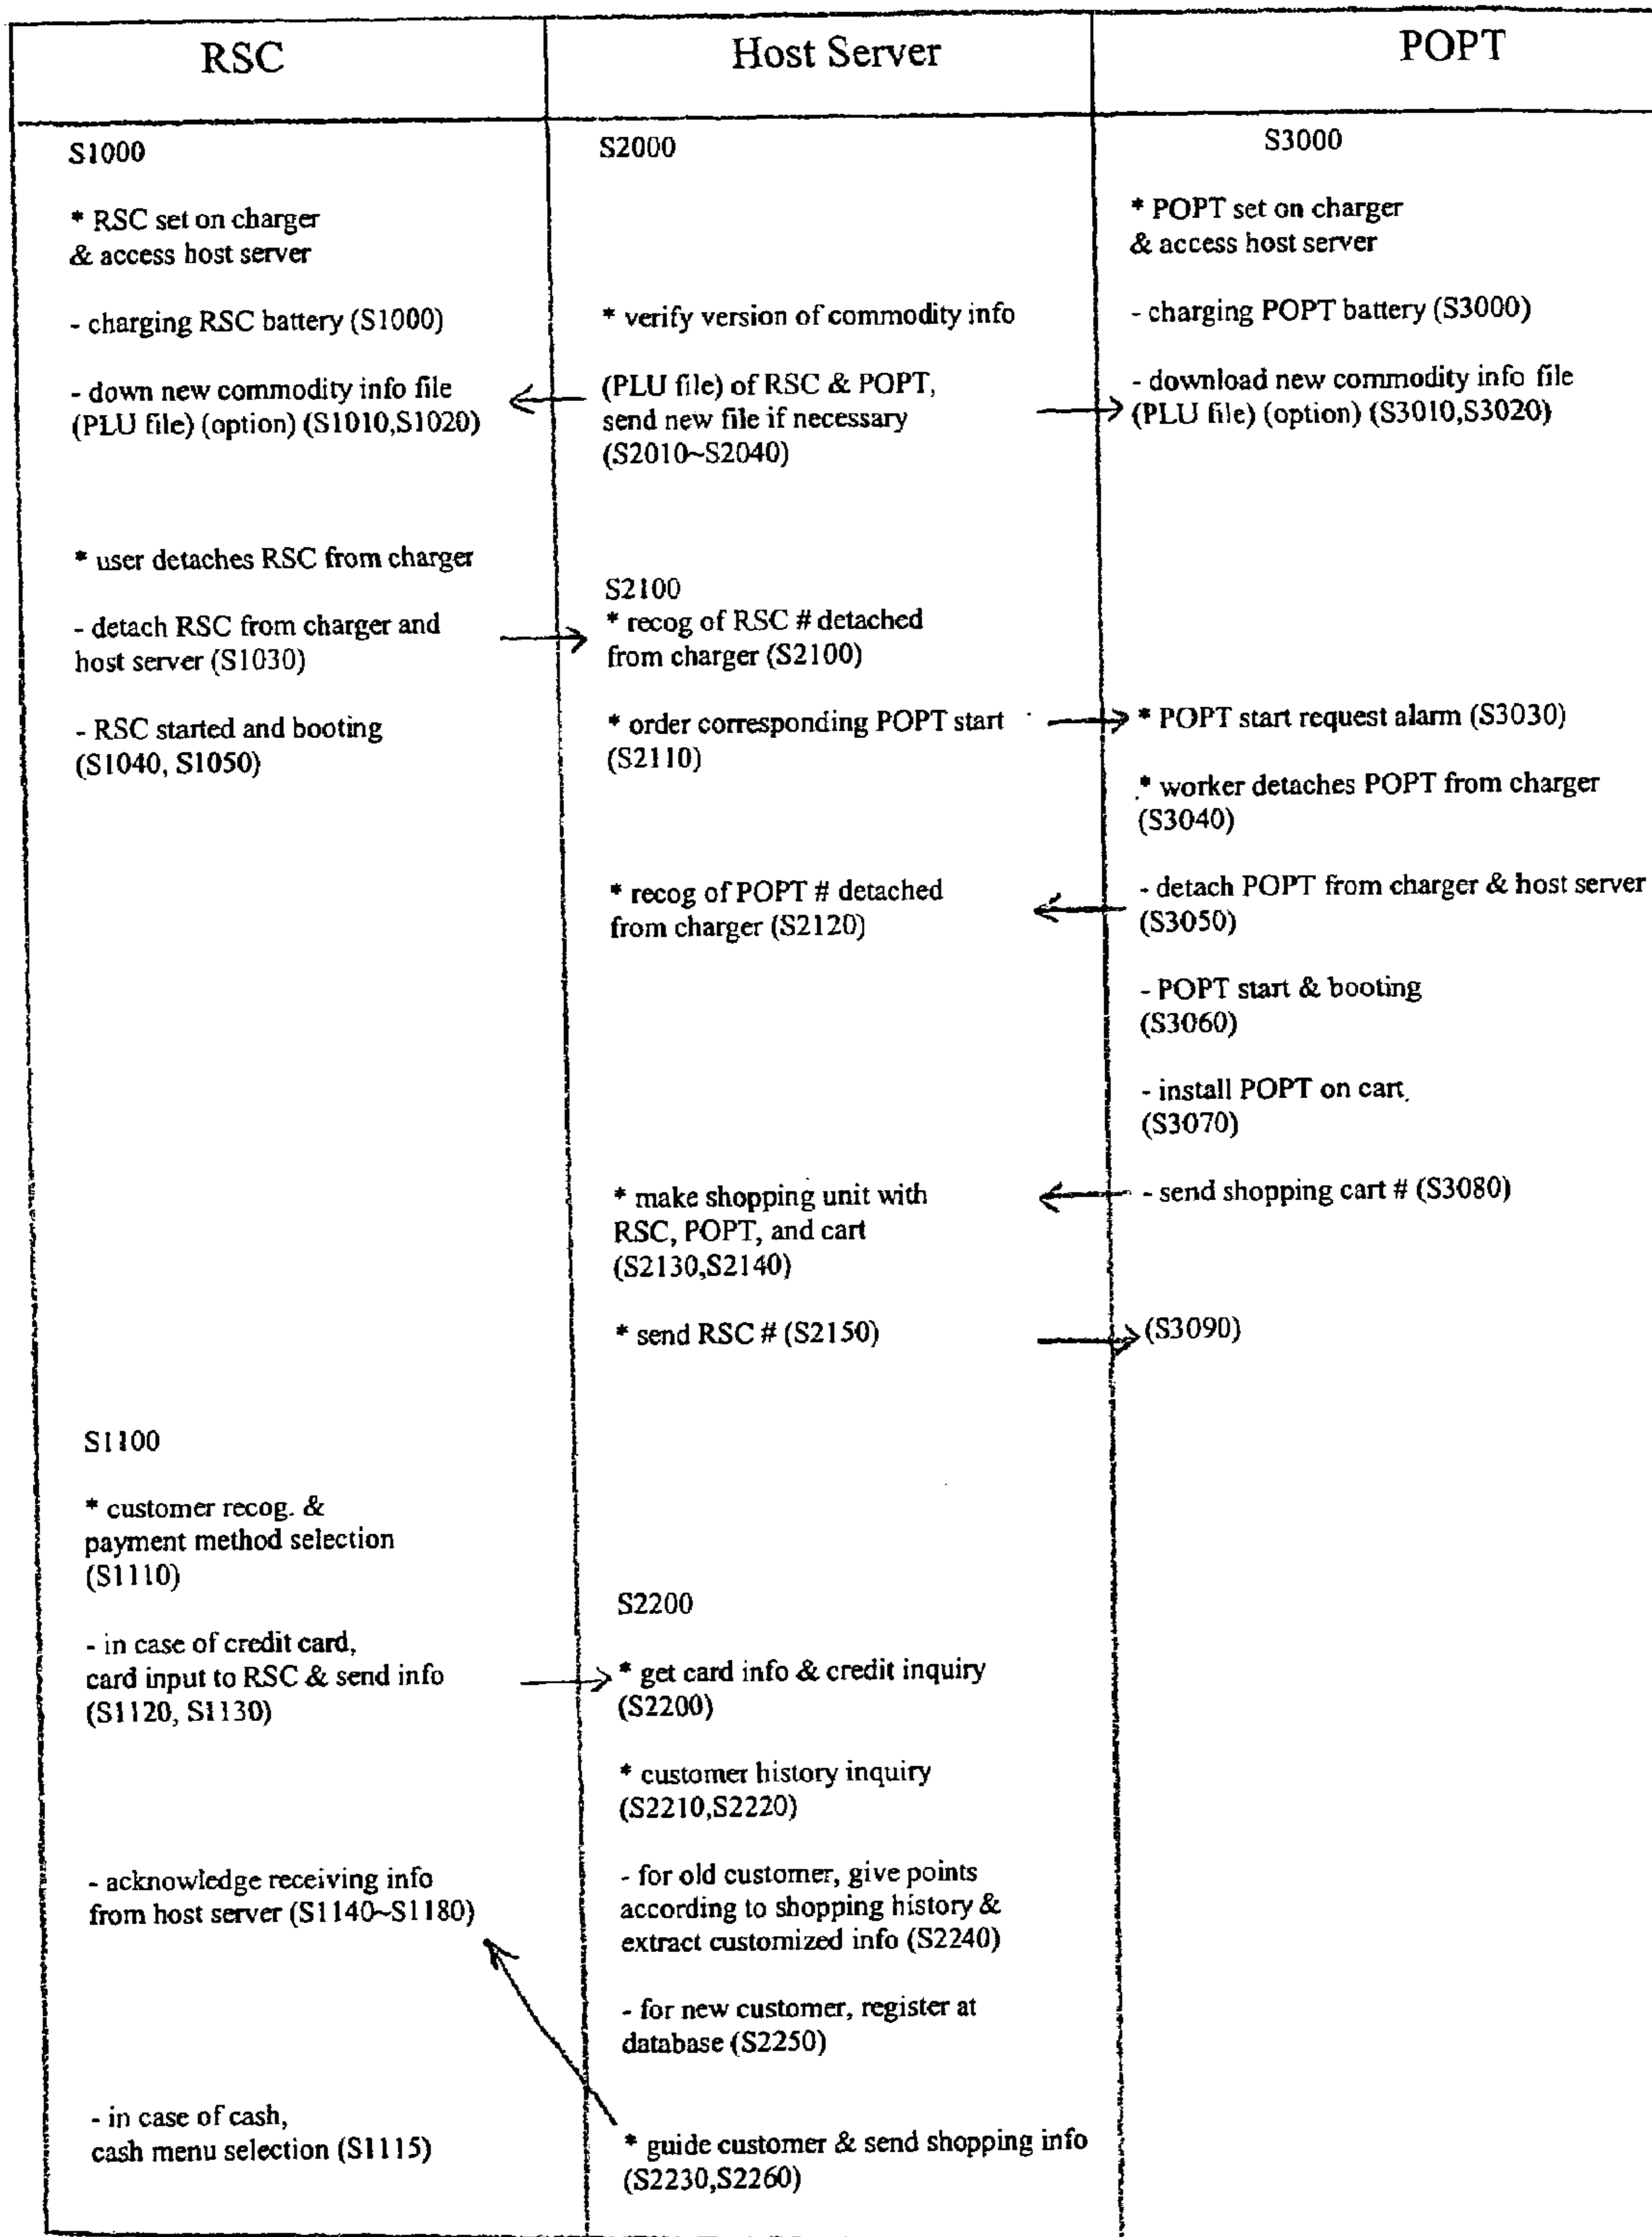 RSC
Host Server
POPT
S1000
* RSC set on charger
& access host server
- charging RSC battery (S1000)
- down new commodity info file
(PLU file) (option) (S1010,S1020)
* user detaches RSC from charger
- detach RSC from charger and
host server (S1030)
- RSC started and booting
(S1040, S1050)
S1100
* customer recog. &
payment method selection
(S1110)
- in case of credit card,
card input to RSC & send info
(S1120, S1130)
- acknowledge receiving info
from host server (S1140~S1180)
- in case of cash,
cash menu selection (S1115)
S2000
* verify version of commodity info
(PLU file) of RSC & POPT,
send new file if necessary
(S2010~S2040)
S2100
* recog of RSC # detached
from charger (S2100)
* order corresponding POPT start
(S2110)
* recog of POPT # detached
from charger (S2120)
* make shopping unit with
RSC, POPT, and cart
(S2130,S2140)
* send RSC # (S2150)
S2200
* get card info & credit inquiry
(S2200)
* customer history inquiry
(S2210,S2220)
- for old customer, give points
according to shopping history &
extract customized info (S2240)
- for new customer, register at
database (S2250)
* guide customer & send shopping info
(S2230,S2260)
S3000
* POPT set on charger
& access host server
- charging POPT battery (S3000)
- download new commodity info file
(PLU file) (option) (S3010,S3020)
* POPT start request alarm (S3030)
* worker detaches POPT from charger
(S3040)
- detach POPT from charger & host server
(S3050)
- POPT start & booting
(S3060)
- install POPT on cart
(S3070)
- send shopping cart # (S3080)
(S3090)